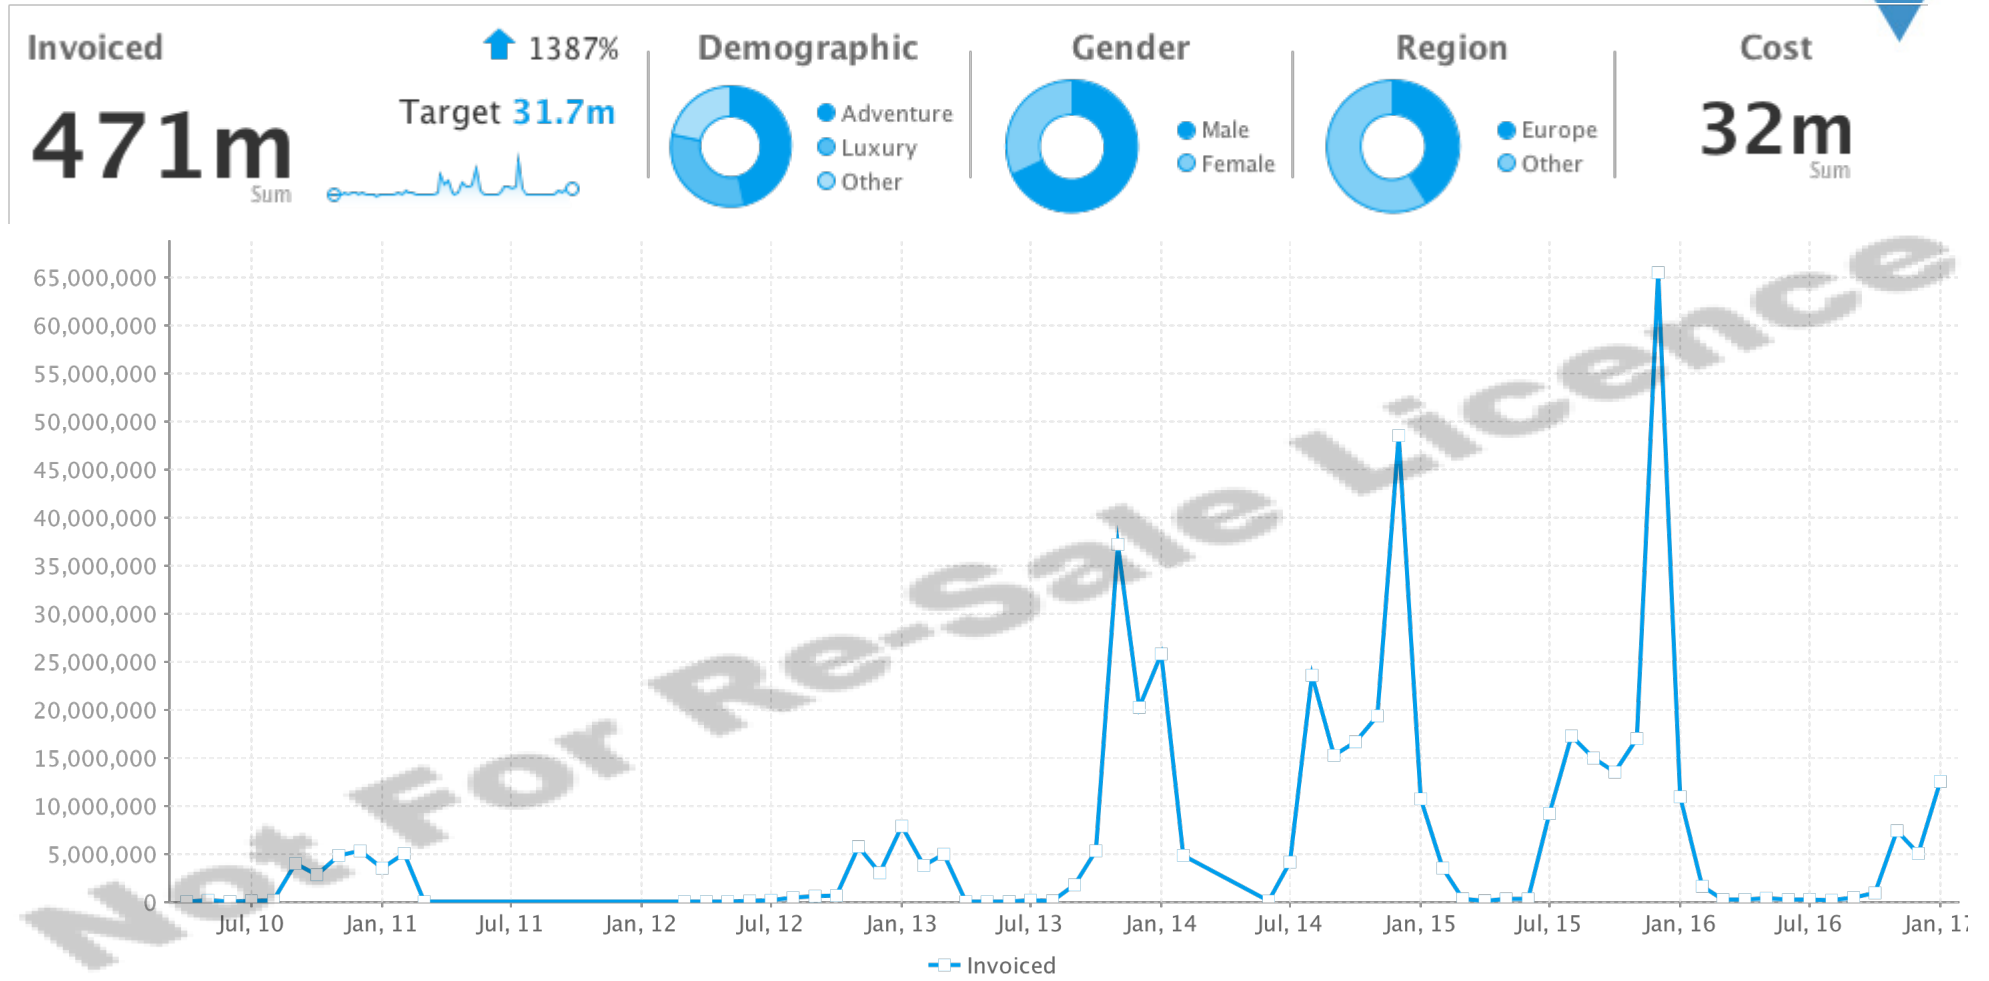 Invoiced
1387%
Target 31.7m
471m
Sum
Demographic
Adventure
Luxury
Other
Gender
Male
Female
Region
Europe
Other
Cost
32m
Sum
65,000,000
60,000,000
55,000,000
50,000,000
45,000,000
40,000,000
35,000,000
30,000,000
25,000,000
20,000,000
15,000,000
10,000,000
5,000,000
0
Jul, 10 Jan, 11 Jul, 11 Jan, 12 Jul, 12 Jan, 13 Jul, 13 Jan, 14 Jul, 14 Jan, 15 Jul, 15 Jan, 16 Jul, 16 Jan, 17
Invoiced
Not For Re-Sale Licence